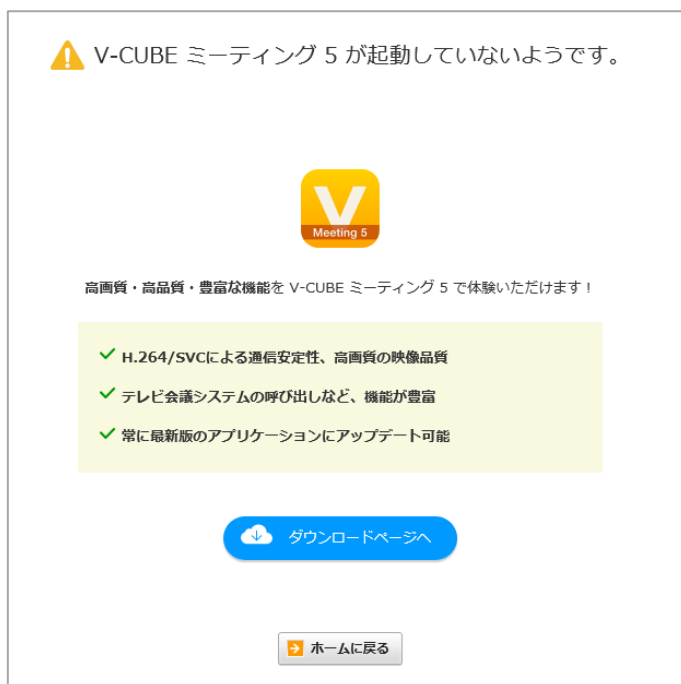 V-CUBE ミーティング 5 が起動していないようです。
V
Meeting 5
高画質・高品質・豊富な機能を V-CUBE ミーティング 5 で体験いただけます！
H.264/SVCによる通信安定性、高画質の映像品質
テレビ会議システムの呼び出しなど、機能が豊富
常に最新版のアプリケーションにアップデート可能
ダウンロードページへ
ホームに戻る